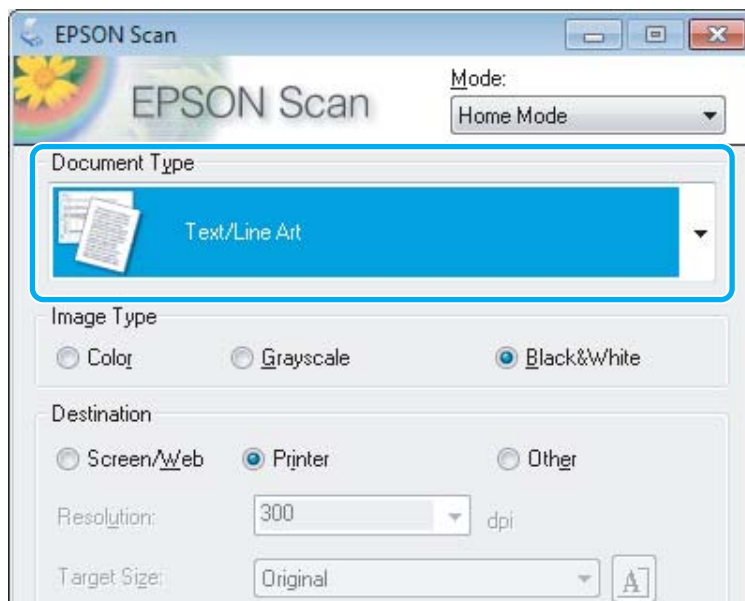 EPSON Scan
EPSON Scan
Mode:
Home Mode
Document Type
Text/Line Art
Image Type
Color Grayscale Black&White
Destination
Screen/Web Printer Other
Resolution: 300 dpi
Target Size: Original A